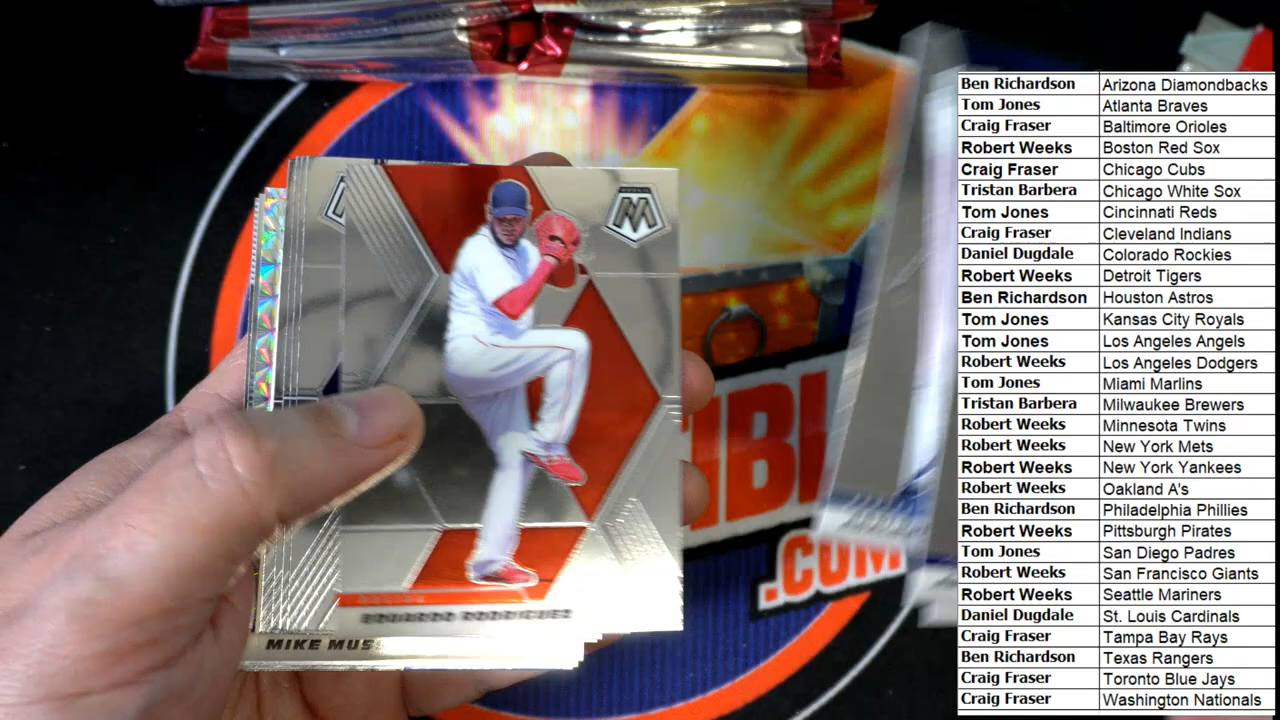 EDUARDO RODRIGUEZ
MIKE MUS
IBI
.COM
Ben Richardson Arizona Diamondbacks
Tom Jones Atlanta Braves
Craig Fraser Baltimore Orioles
Robert Weeks Boston Red Sox
Craig Fraser Chicago Cubs
Tristan Barbera Chicago White Sox
Tom Jones Cincinnati Reds
Craig Fraser Cleveland Indians
Daniel Dugdale Colorado Rockies
Robert Weeks Detroit Tigers
Ben Richardson Houston Astros
Tom Jones Kansas City Royals
Tom Jones Los Angeles Angels
Robert Weeks Los Angeles Dodgers
Tom Jones Miami Marlins
Tristan Barbera Milwaukee Brewers
Robert Weeks Minnesota Twins
Robert Weeks New York Mets
Robert Weeks New York Yankees
Robert Weeks Oakland A's
Ben Richardson Philadelphia Phillies
Robert Weeks Pittsburgh Pirates
Tom Jones San Diego Padres
Robert Weeks San Francisco Giants
Robert Weeks Seattle Mariners
Daniel Dugdale St. Louis Cardinals
Craig Fraser Tampa Bay Rays
Ben Richardson Texas Rangers
Craig Fraser Toronto Blue Jays
Craig Fraser Washington Nationals